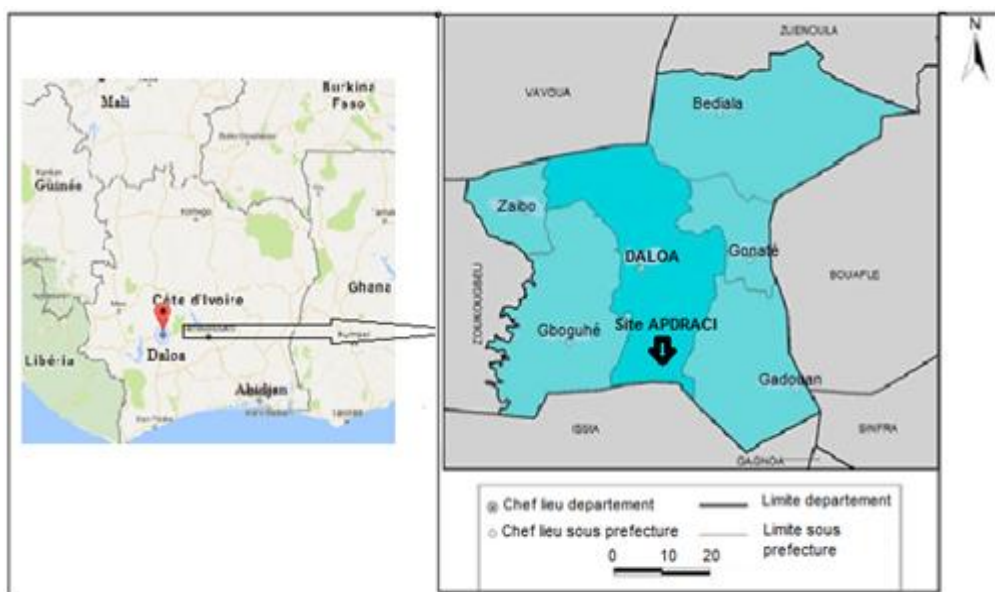 Mali
Burkina
Faso
Guinée
Korhogo
Côte d'Ivoire
Ghana
Daloa
Libéria
Abidjan
N
ZUENOULA
VAVOUA
Bediala
Zaibo
DALOA
Gonaté
BOUAFLE
ZOUKOUGBEU
Gboguhé
Site APDRACI
Gadouan
ISSIA
SINFRA
GAGNOA
Chef lieu departement
Limite departement
Chef lieu sous prefecture
Limite sous
prefecture
0 10 20